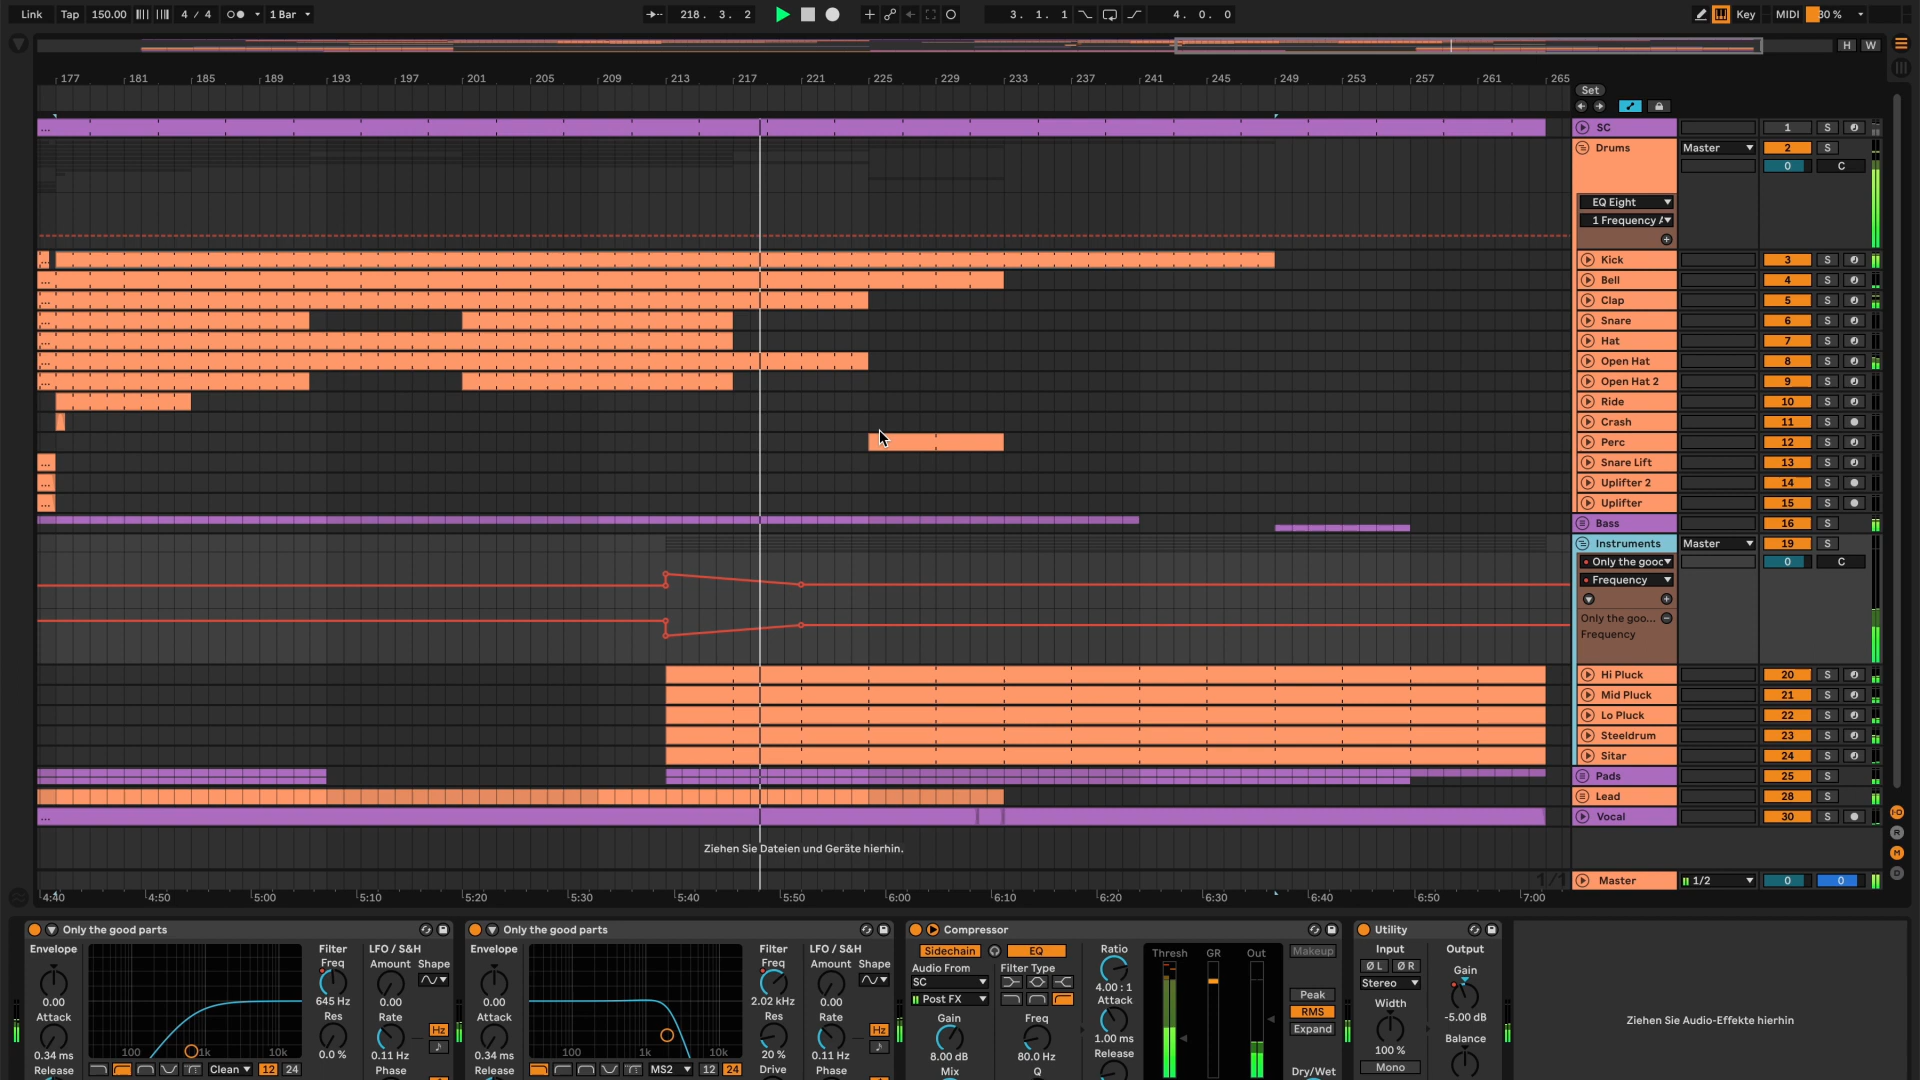 Link Tap 150.00 4 / 4 1 Bar 218. 3. 2 3. 1. 1 4. 0. 0 Key MIDI 30 %
H W
177 181 185 189 193 197 201 205 209 213 217 221 225 229 233 237 241 245 249 253 257 261 265
Set
... SC 1 S
Drums Master 2 S
0 C
EQ Eight
1 Frequency A
... Kick 3 S
... Bell 4 S
... Clap 5 S
... Snare 6 S
... Hat 7 S
... Open Hat 8 S
... Open Hat 2 9 S
Ride 10 S
Crash 11 S
Perc 12 S
... Snare Lift 13 S
... Uplifter 2 14 S
... Uplifter 15 S
Bass 16 S
Instruments Master 19 S
Only the good 0 C
Frequency
Only the goo...
Frequency
Hi Pluck 20 S
Mid Pluck 21 S
Lo Pluck 22 S
Steeldrum 23 S
Sitar 24 S
Pads 25 S
Lead 28 S
... Vocal 30 S
Ziehen Sie Dateien und Geräte hierhin.
1/1 Master 1/2 0 0
4:40 4:50 5:00 5:10 5:20 5:30 5:40 5:50 6:00 6:10 6:20 6:30 6:40 6:50 7:00
I·O
R
M
D
Only the good parts
Envelope Filter LFO / S&H
Freq Amount Shape
0.00 645 Hz 0.00
Attack Res Rate Hz
100 1k 10k
0.34 ms 0.0 % 0.11 Hz
Release Clean 12 24 Phase
Only the good parts
Envelope Filter LFO / S&H
Freq Amount Shape
0.00 2.02 kHz 0.00
Attack Res Rate Hz
100 1k 10k
0.34 ms 20 % 0.11 Hz
Release MS2 12 24 Drive Phase
Compressor
Sidechain EQ Ratio Thresh GR Out Makeup
Audio From Filter Type
SC 4.00 : 1
Post FX Attack Peak
Gain Freq RMS
1.00 ms Expand
8.00 dB 80.0 Hz Release
Mix Q Dry/Wet
Utility
Input Output
Ø L Ø R Gain
Stereo
Width -5.00 dB
Balance
100 %
Mono
Ziehen Sie Audio-Effekte hierhin